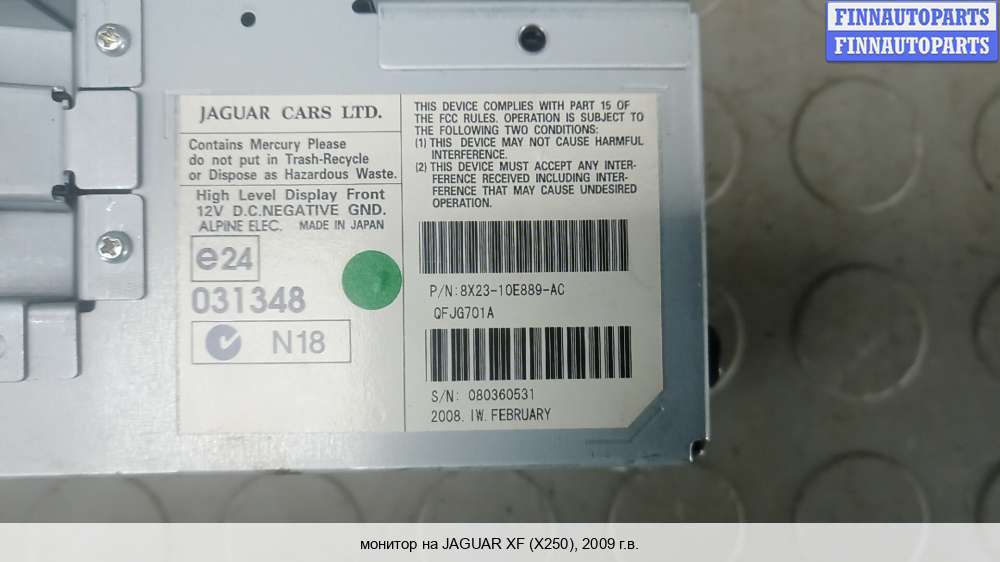 FINNAUTOPARTS
FINNAUTOPARTS
JAGUAR CARS LTD.
Contains Mercury Please
do not put in Trash-Recycle
or Dispose as Hazardous Waste.
High Level Display Front
12V D.C.NEGATIVE GND.
ALPINE ELEC. MADE IN JAPAN
e24
031348
N18
THIS DEVICE COMPLIES WITH PART 15 OF
THE FCC RULES. OPERATION IS SUBJECT TO
THE FOLLOWING TWO CONDITIONS:
(1) THIS DEVICE MAY NOT CAUSE HARMFUL
INTERFERENCE.
(2) THIS DEVICE MUST ACCEPT ANY INTER-
FERENCE RECEIVED INCLUDING INTER-
FERENCE THAT MAY CAUSE UNDESIRED
OPERATION.
P/N:8X23-10E889-AC
QFJG701A
S/N: 080360531
2008. IW. FEBRUARY
монитор на JAGUAR XF (X250), 2009 г.в.